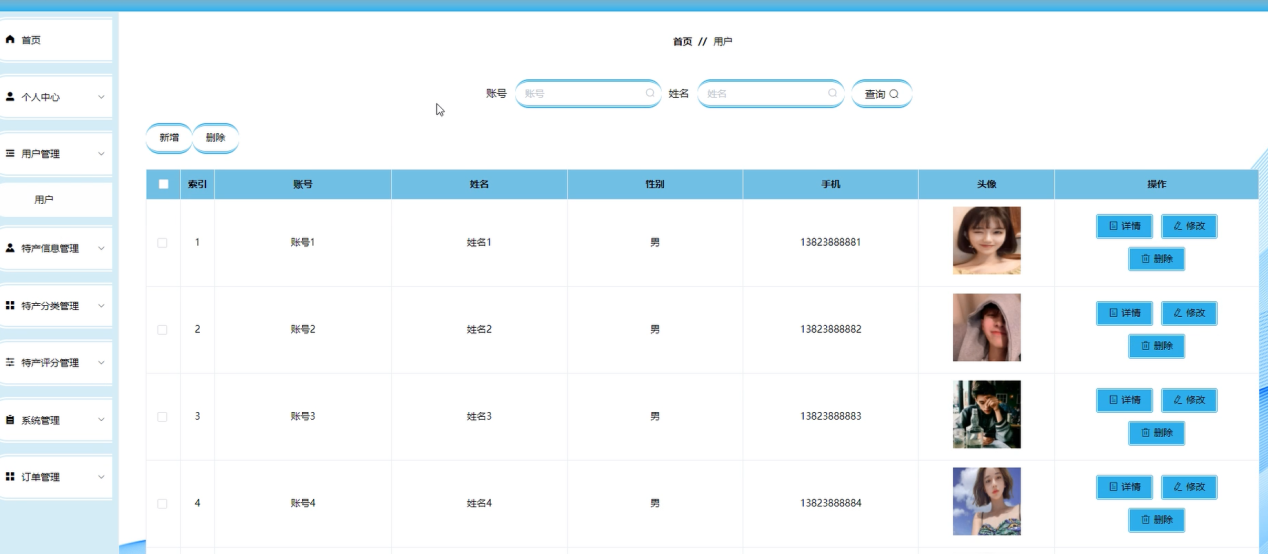 首页
个人中心
用户管理
用户
特产信息管理
特产分类管理
特产评分管理
系统管理
订单管理
首页 // 用户
账号 账号 姓名 姓名 查询
新增 删除
索引 账号 姓名 性别 手机 头像 操作
1 账号1 姓名1 男 13823888881 详情 修改
删除
2 账号2 姓名2 男 13823888882 详情 修改
删除
3 账号3 姓名3 男 13823888883 详情 修改
删除
4 账号4 姓名4 男 13823888884 详情 修改
删除